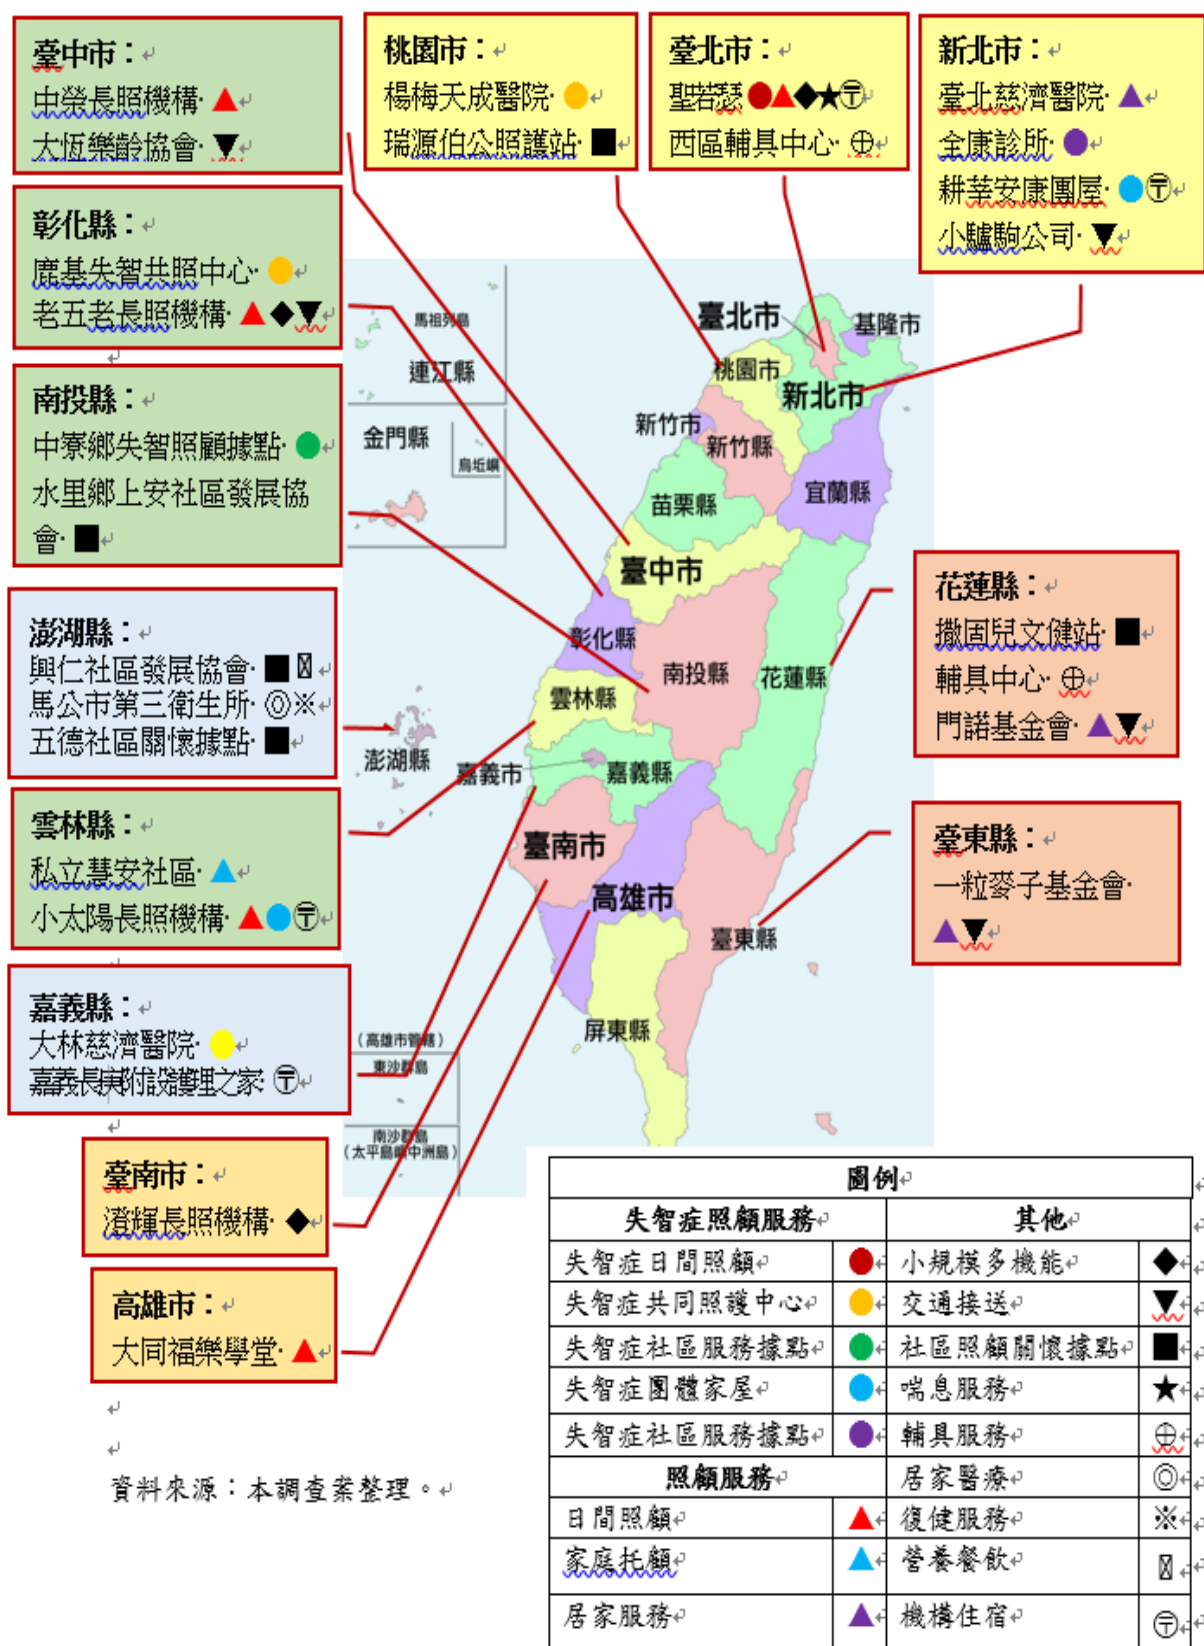 臺中市：
中榮長照機構 ▲
大恆樂齡協會 ▼
桃園市：
楊梅天成醫院 ●
瑞源伯公照護站 ■
臺北市：
聖若瑟 ●▲◆★〶
西區輔具中心 ⊕
新北市：
臺北慈濟醫院 ▲
全康診所 ●
耕莘安康團屋 ●〶
小驢駒公司 ▼
彰化縣：
鹿基失智共照中心 ●
老五老長照機構 ▲◆▼
南投縣：
中寮鄉失智照顧據點 ●
水里鄉上安社區發展協
會 ■
澎湖縣：
興仁社區發展協會 ■
馬公市第三衛生所 ◎※
五德社區關懷據點 ■
雲林縣：
私立慧安社區 ▲
小太陽長照機構 ▲●〶
嘉義縣：
大林慈濟醫院 ●
嘉義長庚附設護理之家 〶
臺南市：
澄輝長照機構 ◆
高雄市：
大同福樂學堂 ▲
花蓮縣：
撒固兒文健站 ■
輔具中心 ⊕
門諾基金會 ▲▼
臺東縣：
一粒麥子基金會
▲▼
馬祖列島
連江縣
金門縣
烏坵嶼
臺北市
基隆市
桃園市
新北市
新竹市
新竹縣
宜蘭縣
苗栗縣
臺中市
彰化縣
南投縣
花蓮縣
雲林縣
澎湖縣
嘉義市
嘉義縣
臺南市
高雄市
臺東縣
屏東縣
（高雄市管轄）
東沙群島
南沙群島
（太平島與中洲島）
圖例
失智症照顧服務 其他
失智症日間照顧 ● 小規模多機能 ◆
失智症共同照護中心 ● 交通接送 ▼
失智症社區服務據點 ● 社區照顧關懷據點 ■
失智症團體家屋 ● 喘息服務 ★
失智症社區服務據點 ● 輔具服務 ⊕
照顧服務 居家醫療 ◎
日間照顧 ▲ 復健服務 ※
家庭托顧 ▲ 營養餐飲
居家服務 ▲ 機構住宿 〶
資料來源：本調查案整理。